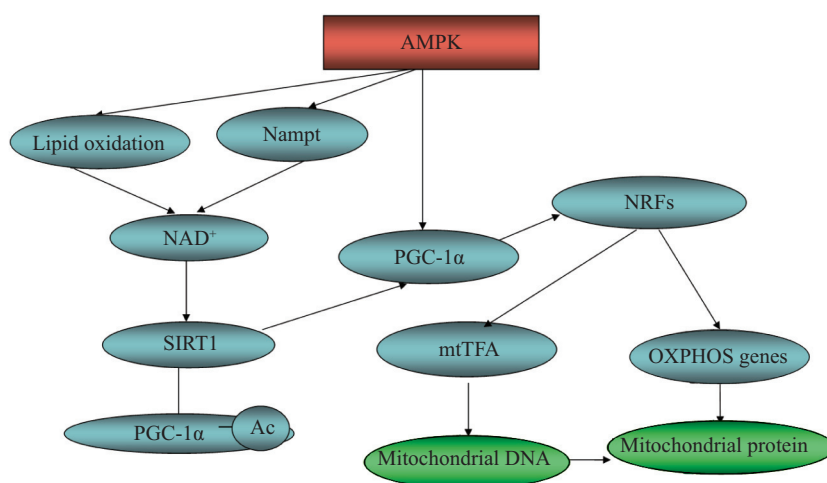 AMPK
Lipid oxidation
Nampt
NAD⁺
PGC-1α
NRFs
SIRT1
mtTFA
OXPHOS genes
PGC-1α
Ac
Mitochondrial DNA
Mitochondrial protein